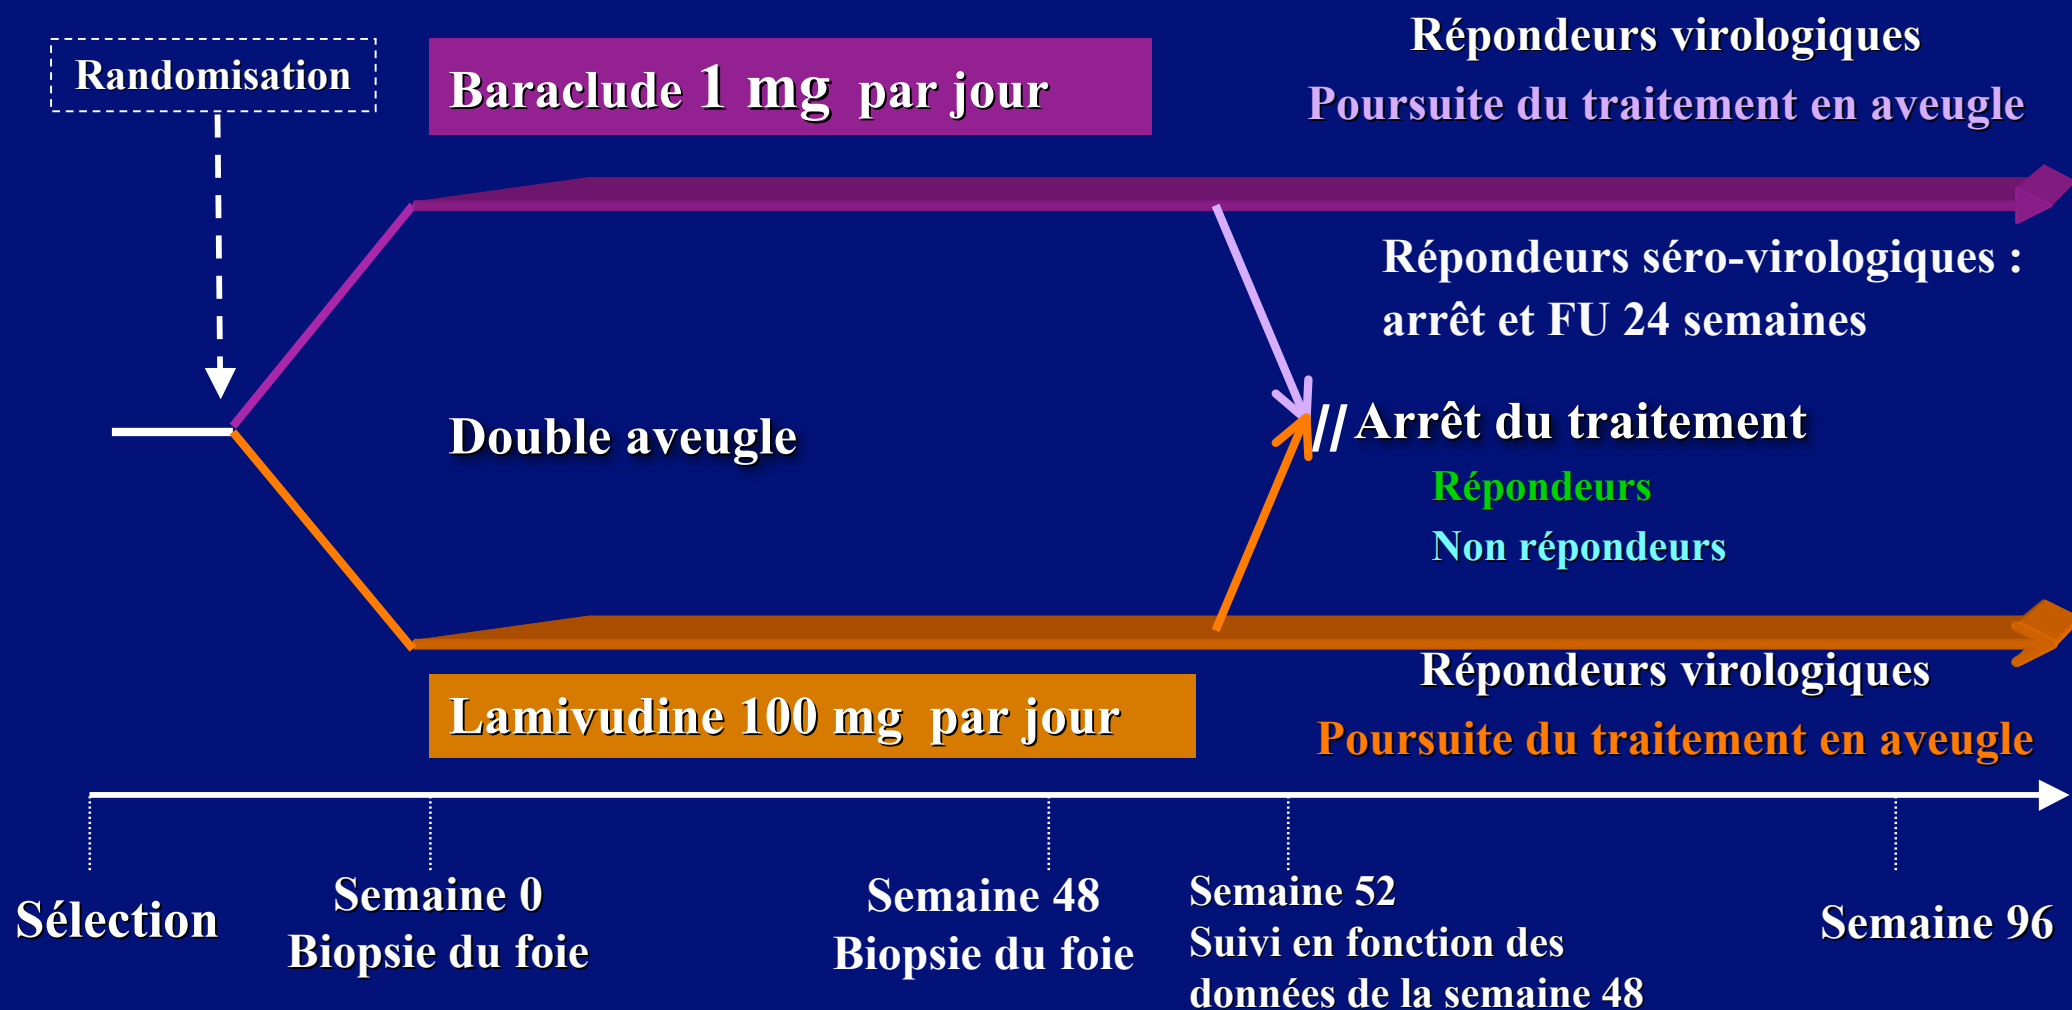 Randomisation
Baraclude 1 mg par jour
Répondeurs virologiques
Poursuite du traitement en aveugle
Répondeurs séro-virologiques :
arrêt et FU 24 semaines
Double aveugle
// Arrêt du traitement
Répondeurs
Non répondeurs
Lamivudine 100 mg par jour
Répondeurs virologiques
Poursuite du traitement en aveugle
Sélection
Semaine 0
Biopsie du foie
Semaine 48
Biopsie du foie
Semaine 52
Suivi en fonction des
données de la semaine 48
Semaine 96